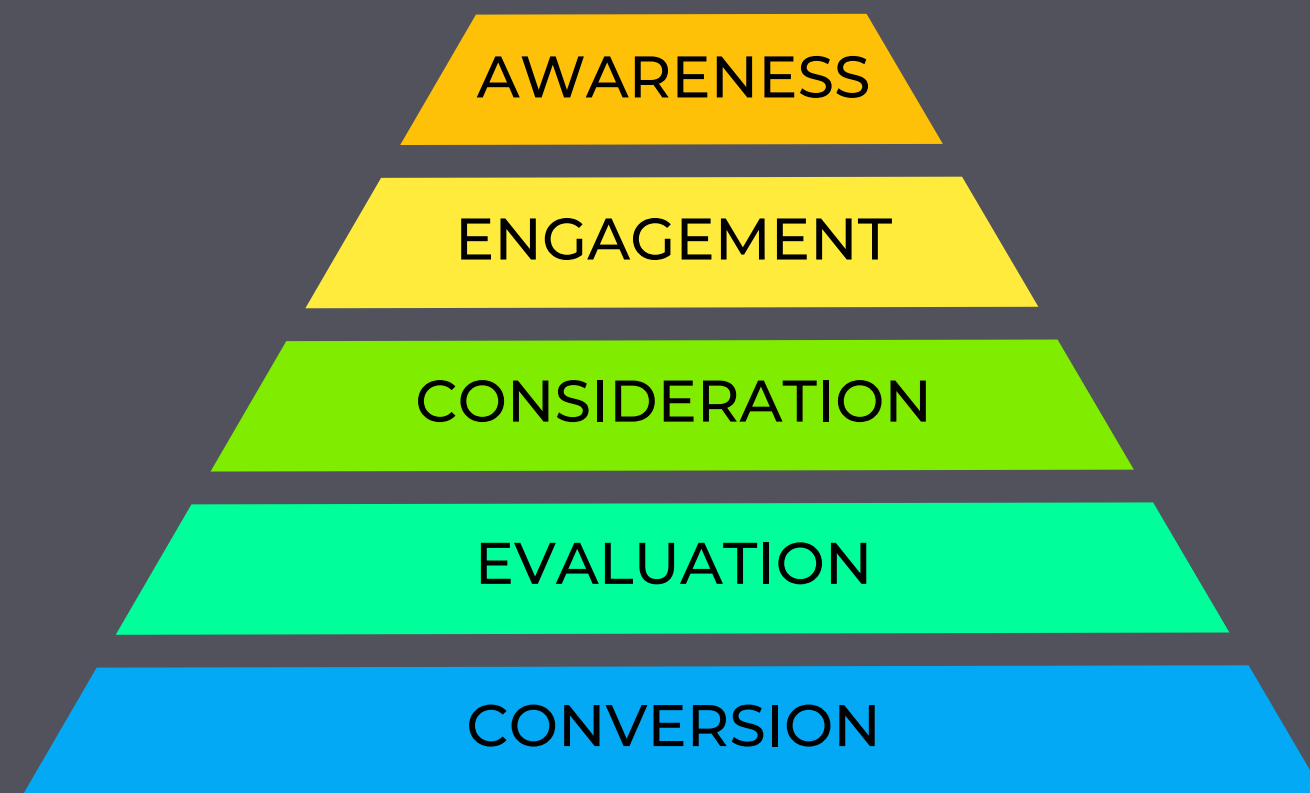 AWARENESS
ENGAGEMENT
CONSIDERATION
EVALUATION
CONVERSION